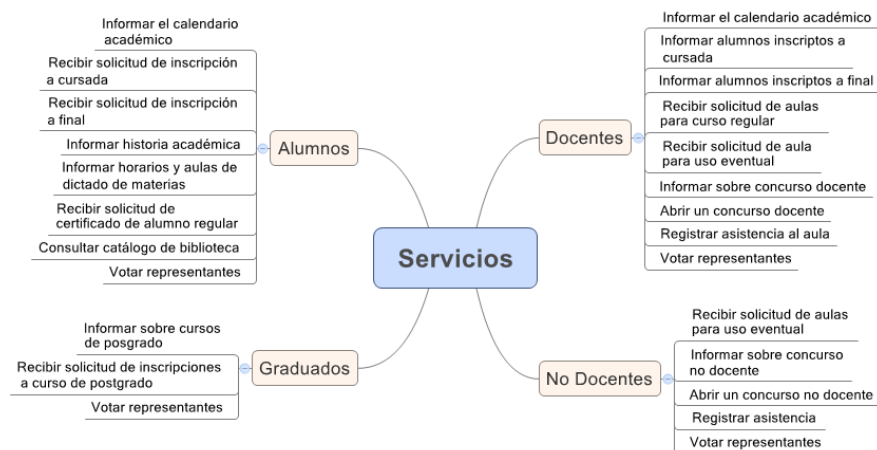 Informar el calendario
académico
Recibir solicitud de inscripción
a cursada
Recibir solicitud de inscripción
a final
Informar historia académica
Informar horarios y aulas de
dictado de materias
Recibir solicitud de
certificado de alumno regular
Consultar catálogo de biblioteca
Votar representantes
Alumnos
Informar el calendario académico
Informar alumnos inscriptos a
cursada
Informar alumnos inscriptos a final
Recibir solicitud de aulas
para curso regular
Recibir solicitud de aula
para uso eventual
Informar sobre concurso docente
Abrir un concurso docente
Registrar asistencia al aula
Votar representantes
Docentes
Servicios
Informar sobre cursos
de posgrado
Recibir solicitud de inscripciones
a curso de postgrado
Votar representantes
Graduados
Recibir solicitud de aulas
para uso eventual
Informar sobre concurso
no docente
Abrir un concurso no docente
Registrar asistencia
Votar representantes
No Docentes